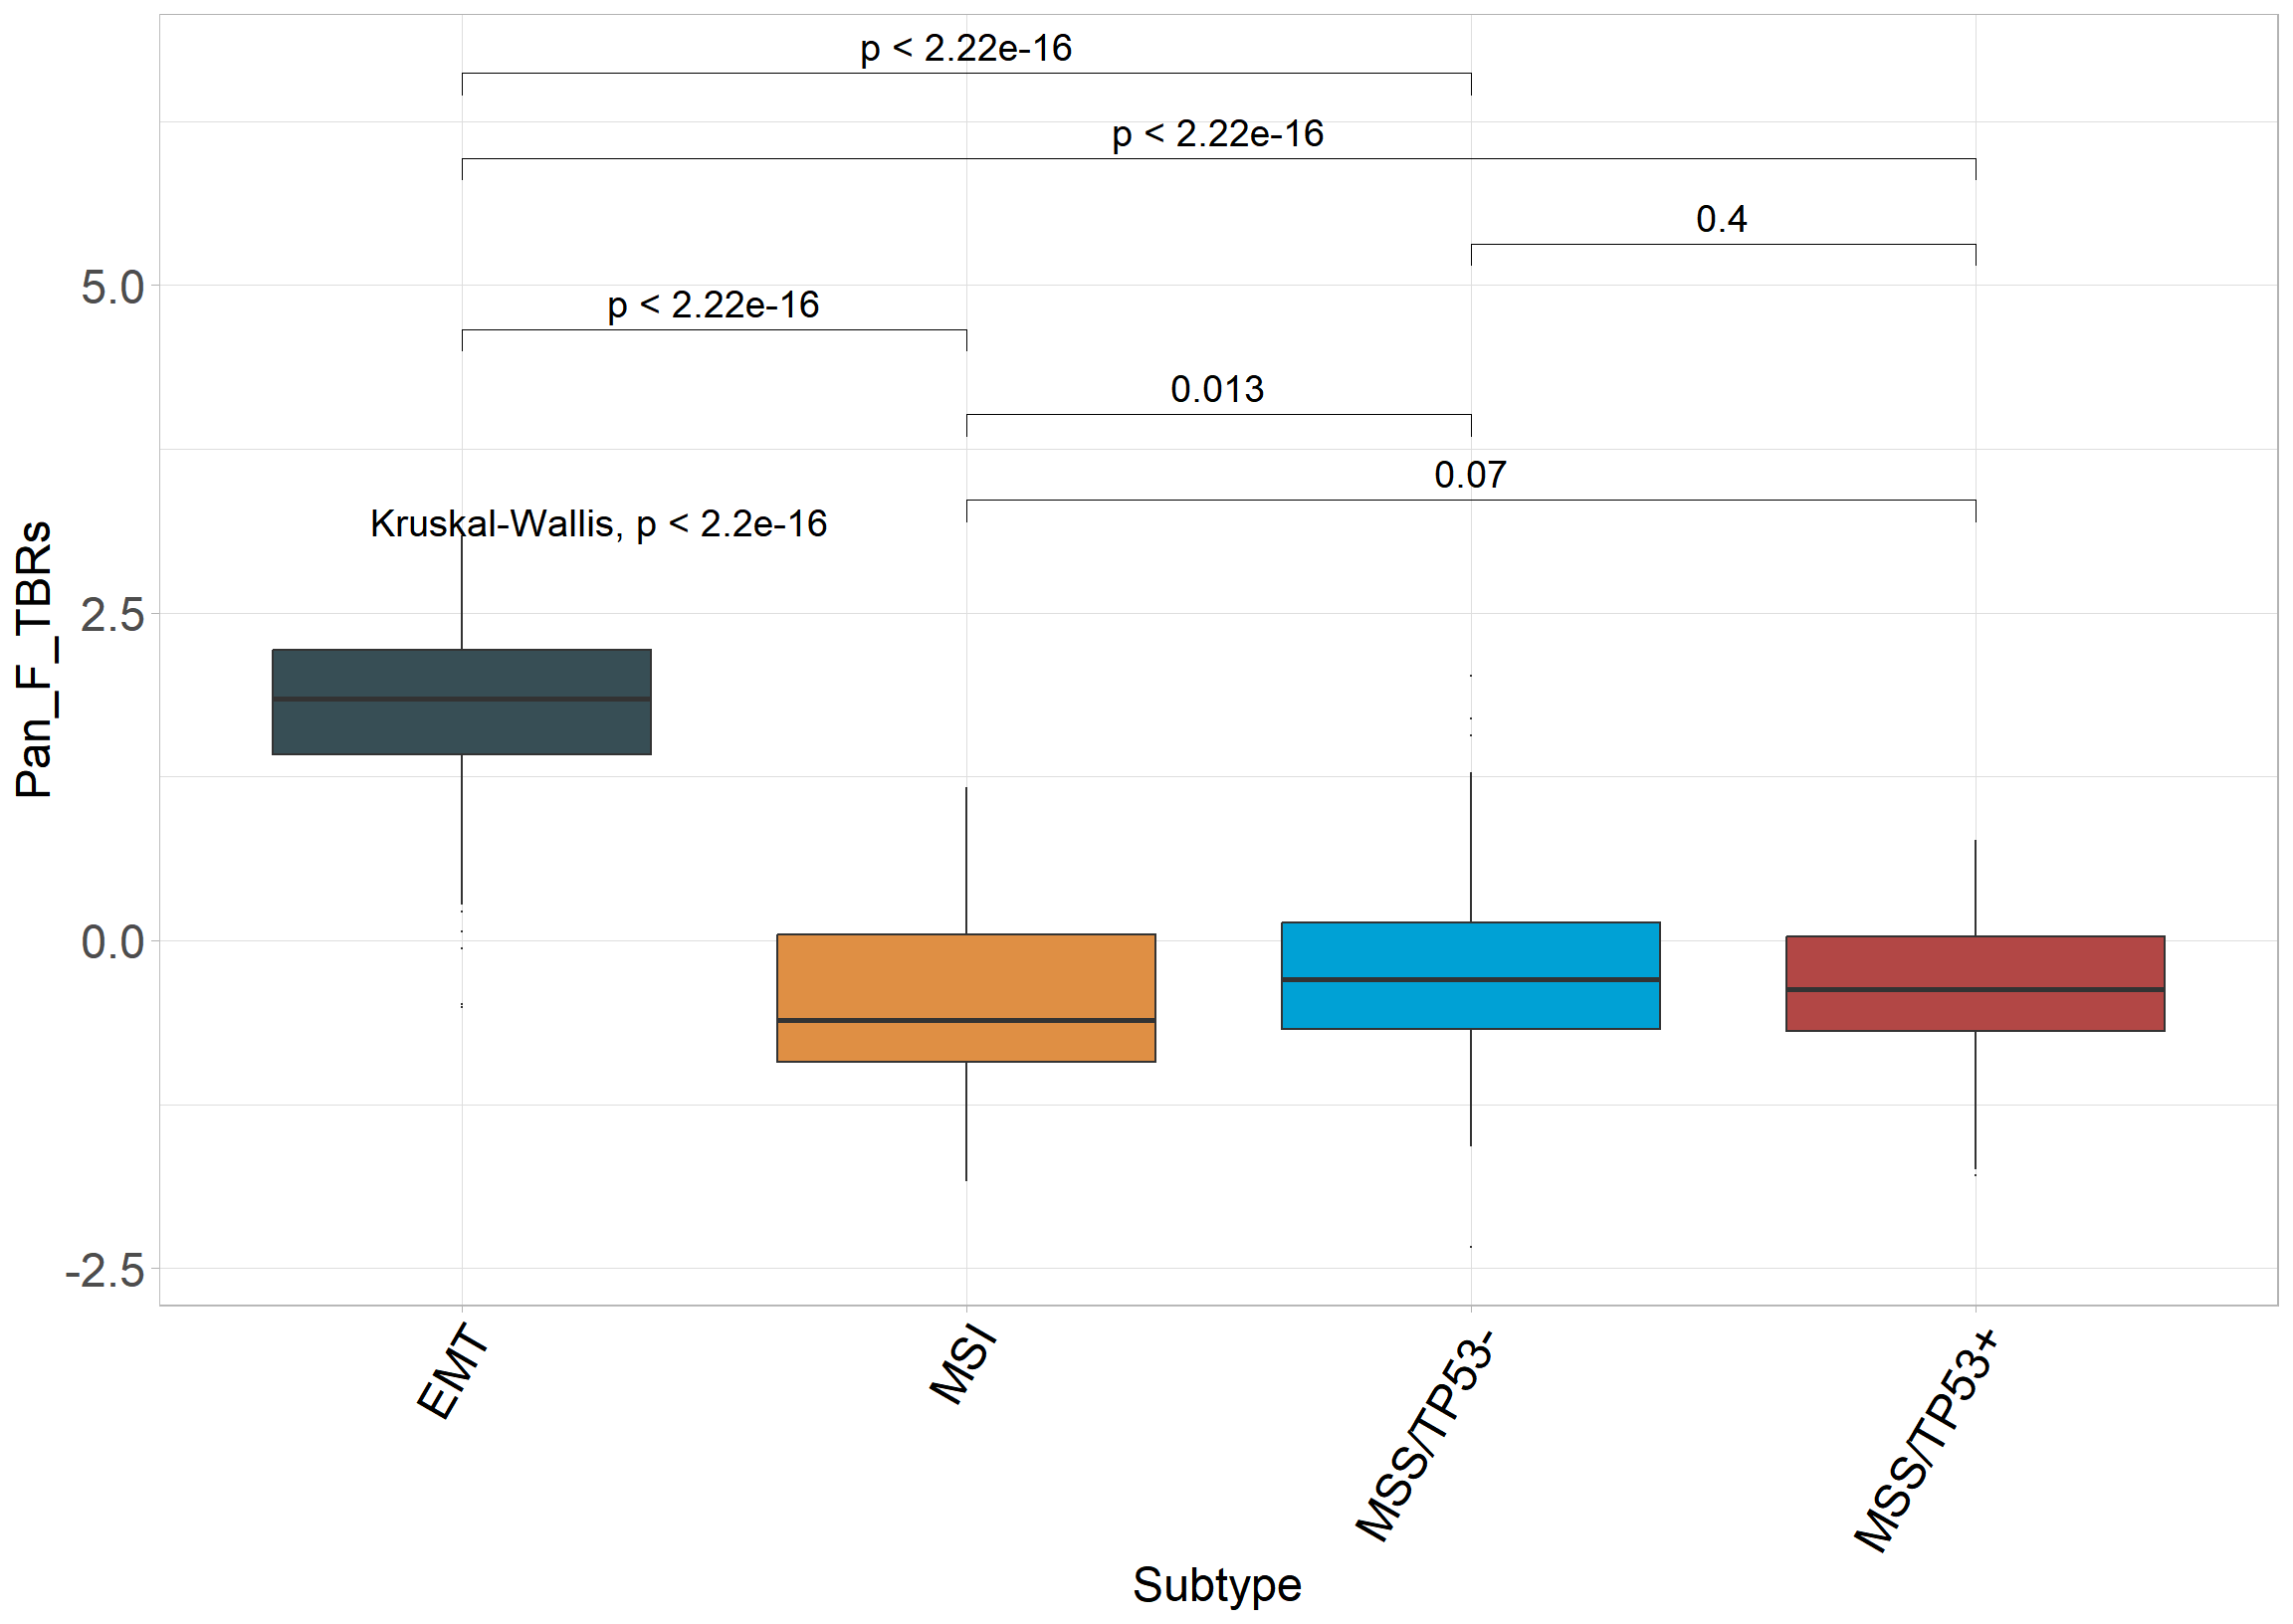 p < 2.22e-16
p < 2.22e-16
0.4
p < 2.22e-16
0.013
0.07
Kruskal-Wallis, p < 2.2e-16
Pan_F_TBRs
5.0
2.5
0.0
-2.5
EMT
MSI
MSS/TP53-
MSS/TP53+
Subtype